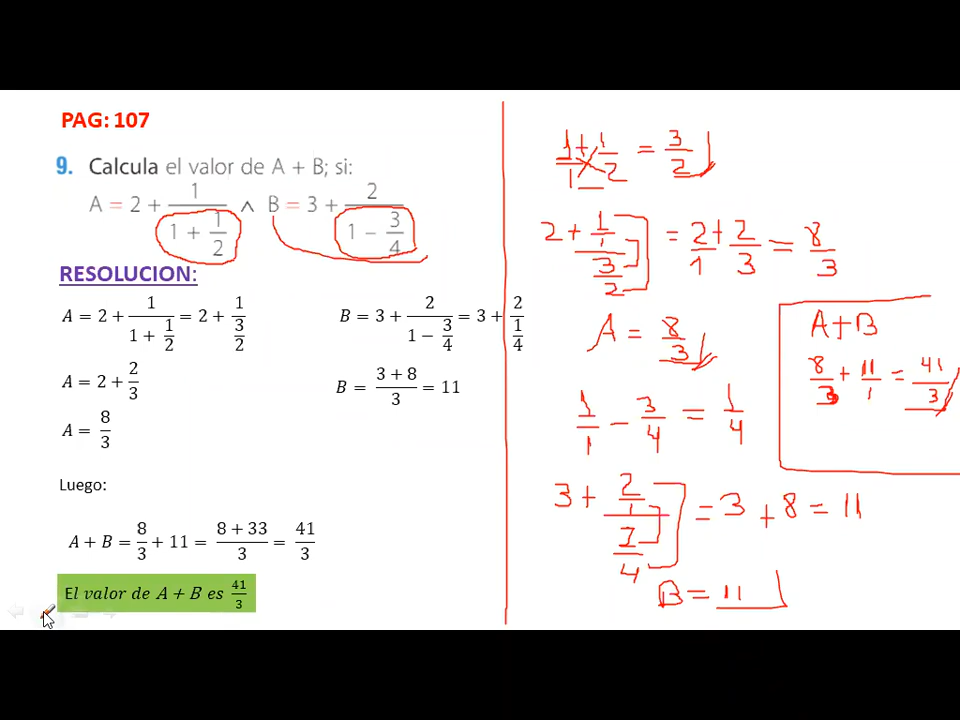 PAG: 107
9. Calcula el valor de A + B; si:
A = 2 + 1/(1 + 1/2) ∧ B = 3 + 2/(1 − 3/4)
RESOLUCION:
A = 2 + 1/(1 + 1/2) = 2 + 1/(3/2)
A = 2 + 2/3
A = 8/3
B = 3 + 2/(1 − 3/4) = 3 + 2/(1/4)
B = (3 + 8)/3 = 11
Luego:
A + B = 8/3 + 11 = (8 + 33)/3 = 41/3
El valor de A + B es 41/3
1/1 + 1/2 = 3/2
2 + (1/1)/(3/2) = 2/1 + 2/3 = 8/3
A = 8/3
1/1 − 3/4 = 1/4
3 + (2/1)/(1/4) = 3 + 8 = 11
B = 11
A+B
8/3 + 11/1 = 41/3